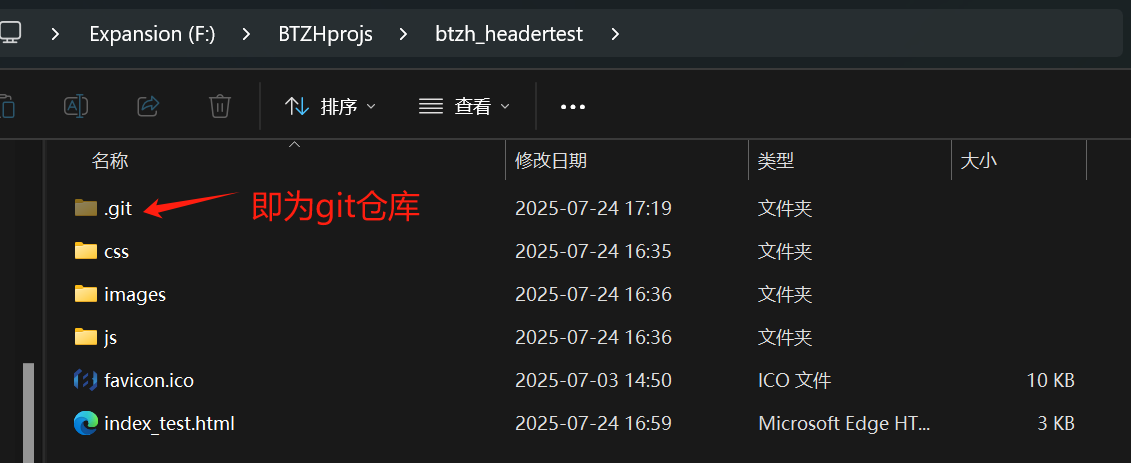 Expansion (F:) > BTZHprojs > btzh_headertest >
排序 查看
名称 修改日期 类型 大小
.git 即为git仓库 2025-07-24 17:19 文件夹
css 2025-07-24 16:35 文件夹
images 2025-07-24 16:36 文件夹
js 2025-07-24 16:36 文件夹
favicon.ico 2025-07-03 14:50 ICO 文件 10 KB
index_test.html 2025-07-24 16:59 Microsoft Edge HT... 3 KB